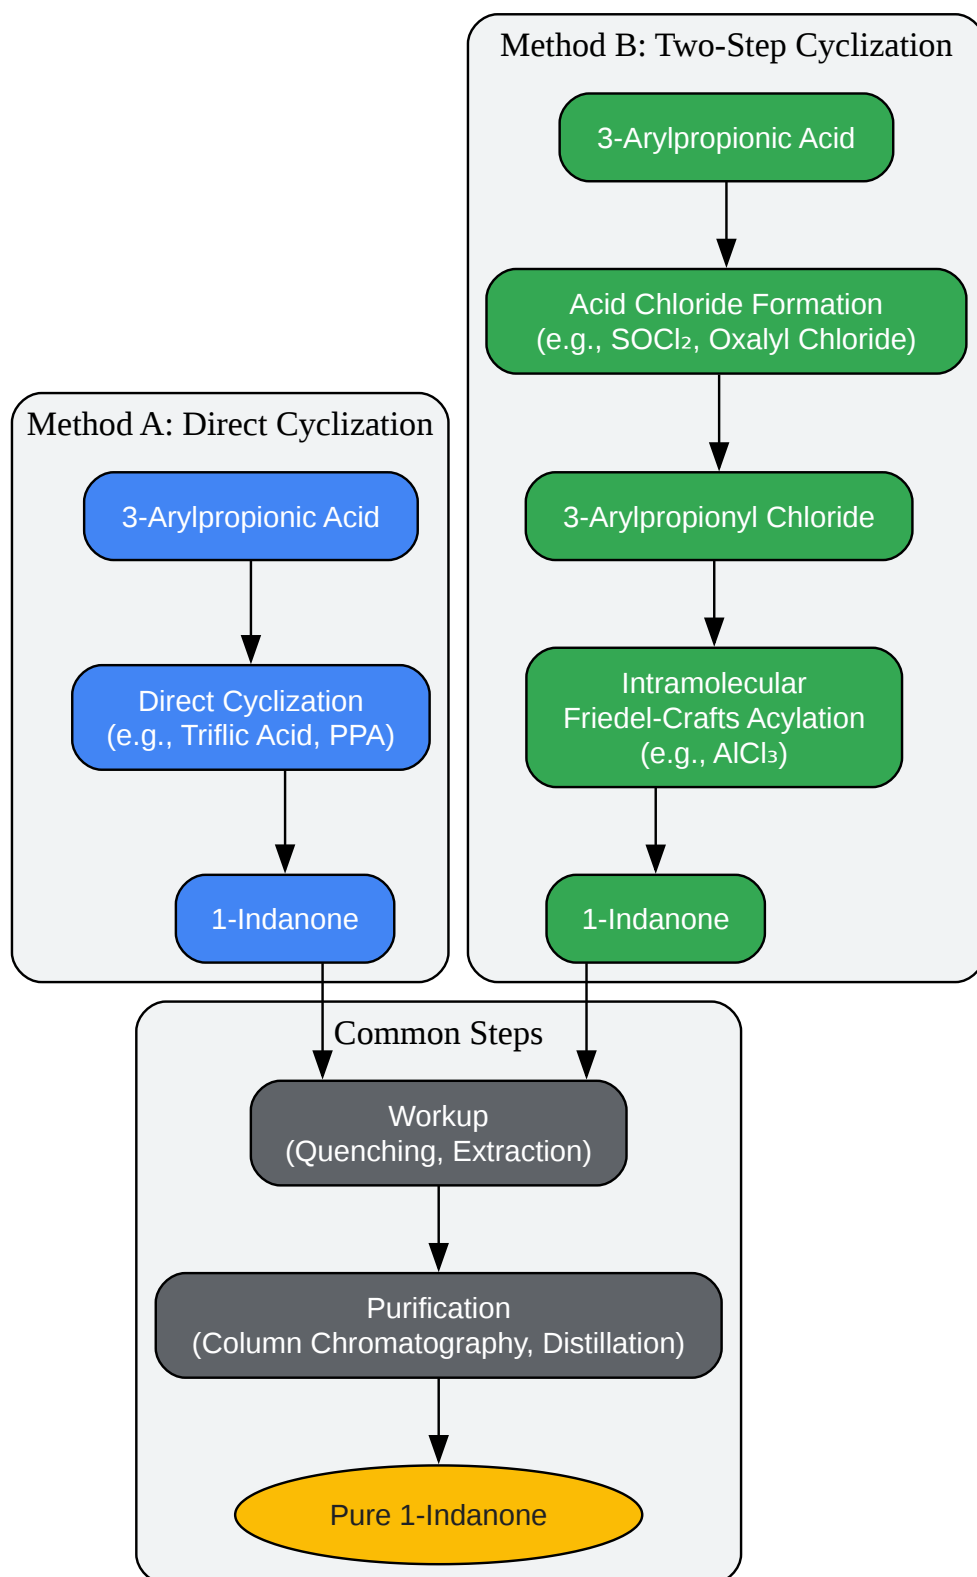 Method B: Two-Step Cyclization
3-Arylpropionic Acid
Acid Chloride Formation
(e.g., SOCl₂, Oxalyl Chloride)
3-Arylpropionyl Chloride
Intramolecular
Friedel-Crafts Acylation
(e.g., AlCl₃)
1-Indanone
Method A: Direct Cyclization
3-Arylpropionic Acid
Direct Cyclization
(e.g., Triflic Acid, PPA)
1-Indanone
Common Steps
Workup
(Quenching, Extraction)
Purification
(Column Chromatography, Distillation)
Pure 1-Indanone